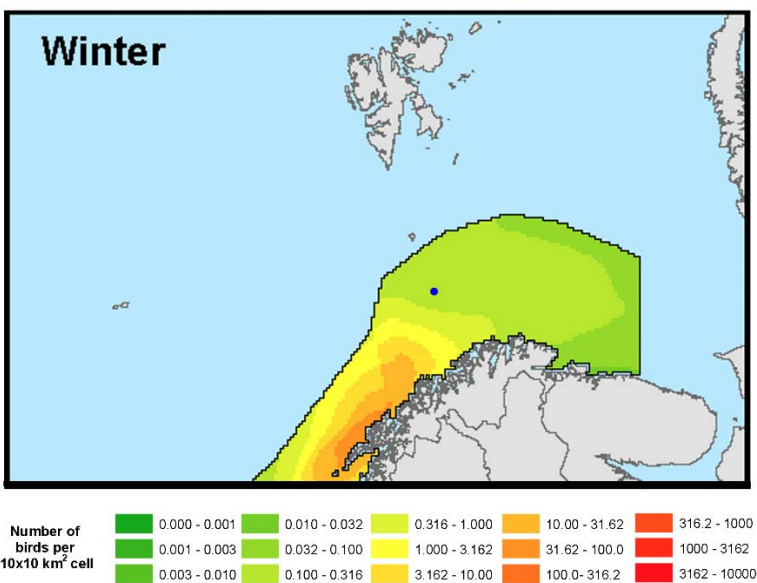 Winter
Number of
birds per
10x10 km² cell
0.000 - 0.001
0.001 - 0.003
0.003 - 0.010
0.010 - 0.032
0.032 - 0.100
0.100 - 0.316
0.316 - 1.000
1.000 - 3.162
3.162 - 10.00
10.00 - 31.62
31.62 - 100.0
100.0- 316.2
316.2 - 1000
1000 - 3162
3162 - 10000